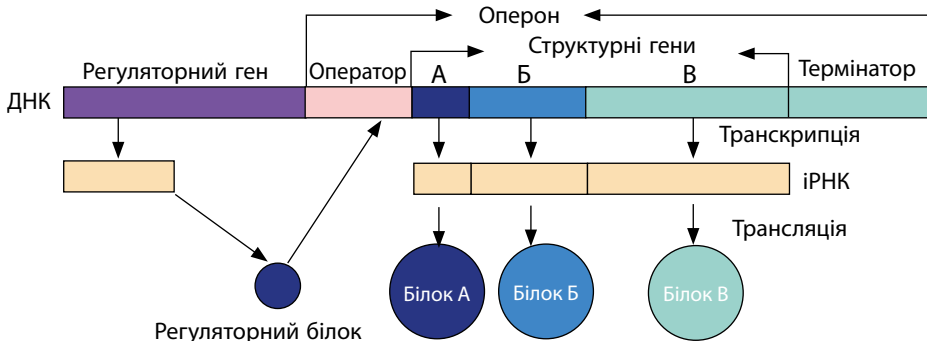 Оперон
Структурні гени
Регуляторний ген
Оператор
А
Б
В
Термінатор
ДНК
Транскрипція
іРНК
Трансляція
Білок А
Білок Б
Білок В
Регуляторний білок